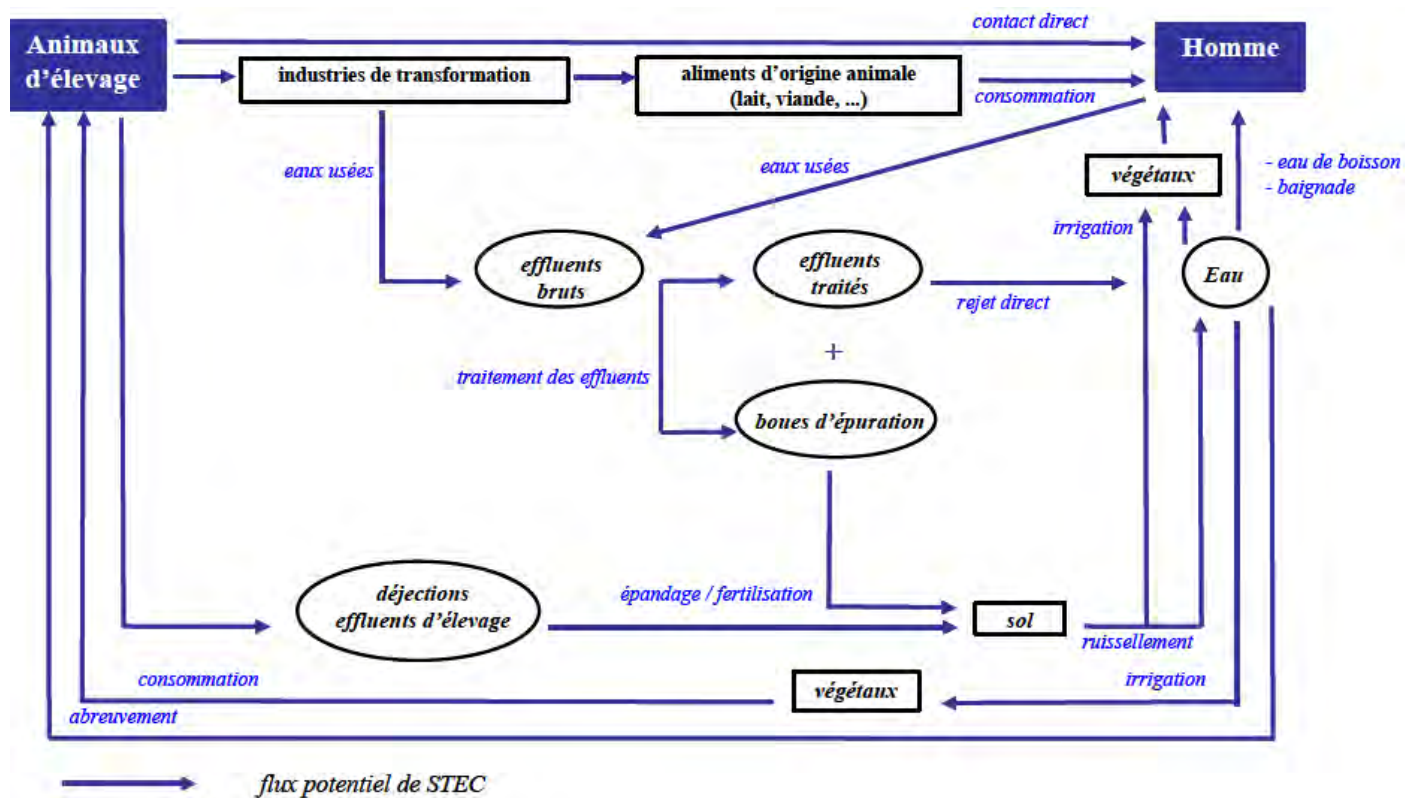 contact direct
Animaux
d’élevage
Homme
industries de transformation
aliments d’origine animale
(lait, viande, ...)
consommation
eaux usées
eaux usées
végétaux
- eau de boisson
- baignade
irrigation
effluents
bruts
effluents
traités
Eau
rejet direct
+
traitement des effluents
boues d’épuration
déjections
effluents d’élevage
épandage / fertilisation
sol
ruissellement
consommation
végétaux
irrigation
abreuvement
flux potentiel de STEC